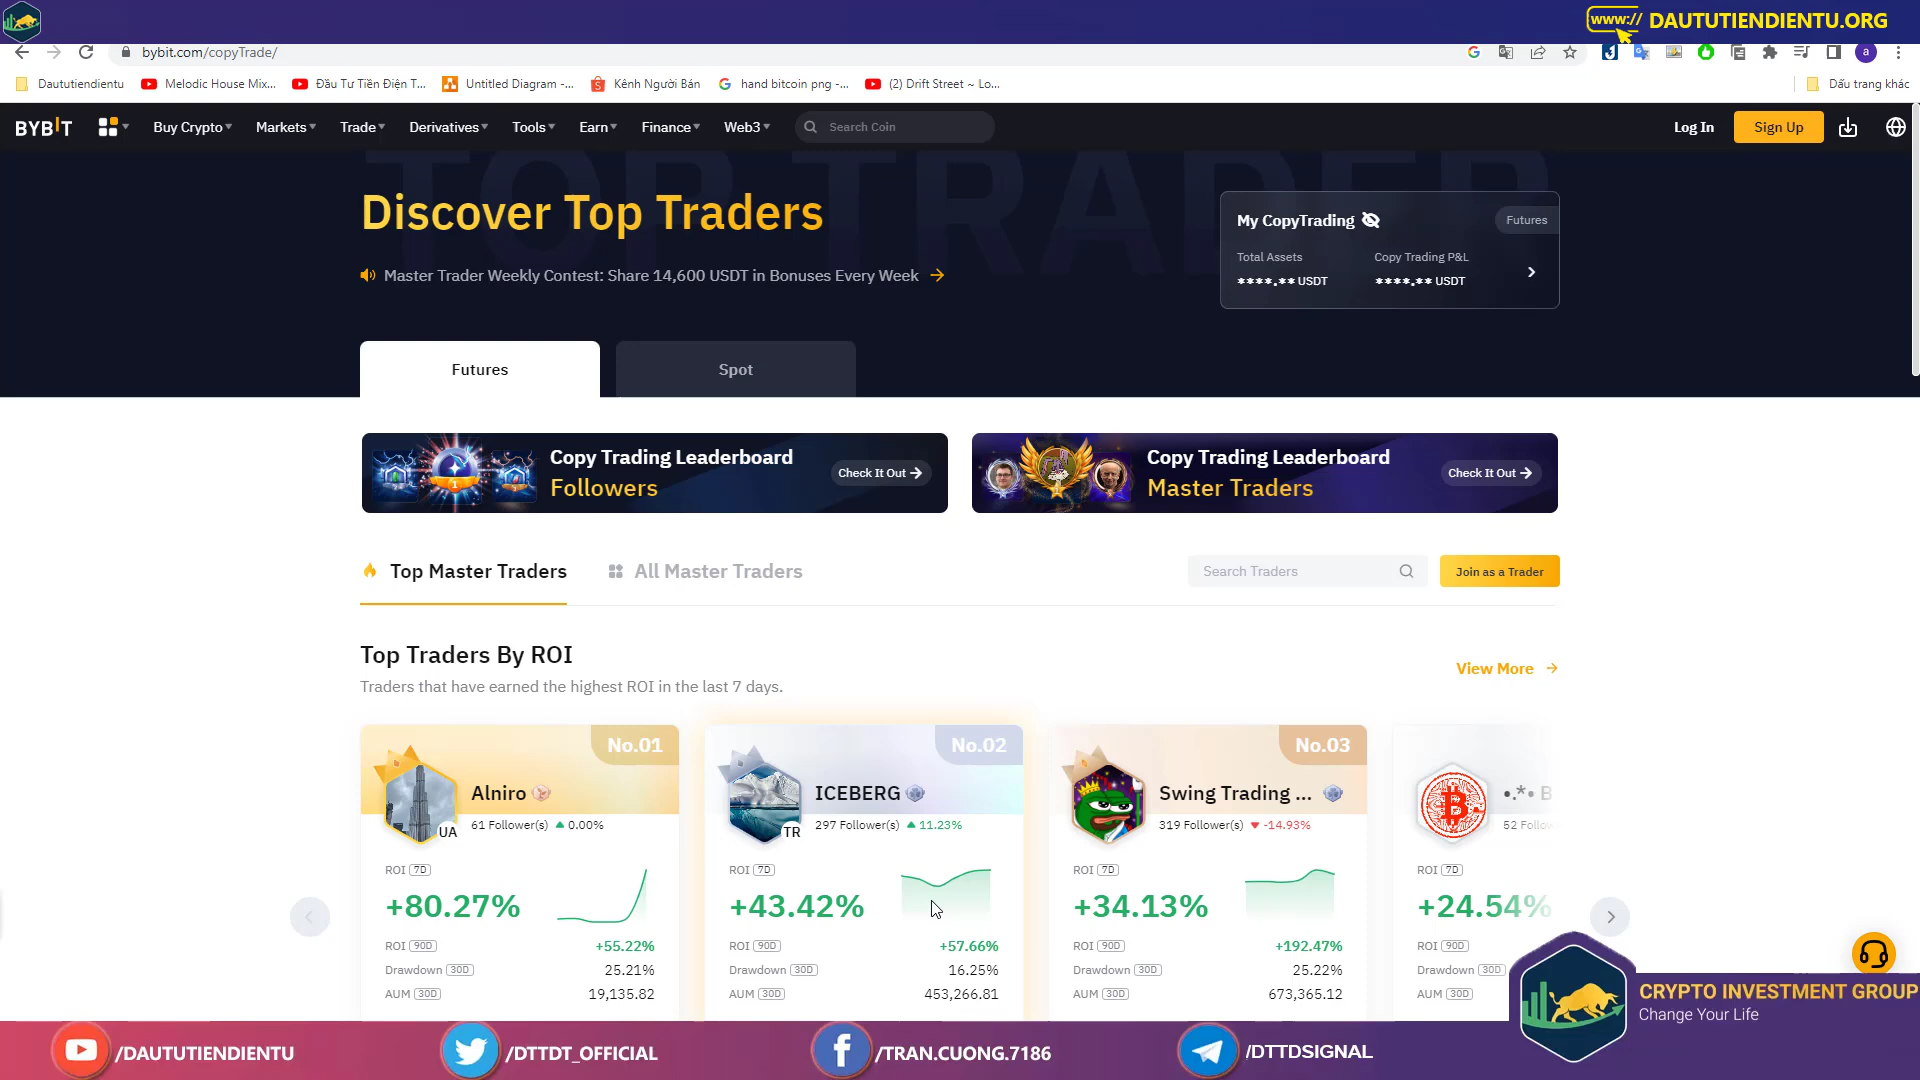 www:// DAUTUTIENDIENTU.ORG
bybit.com/copyTrade/
Daututiendientu
Melodic House Mix...
Đầu Tư Tiền Điện T...
Untitled Diagram -...
Kênh Người Bán
hand bitcoin png -...
(2) Drift Street ~ Lo...
Dấu trang khác
BYBIT
Buy Crypto
Markets
Trade
Derivatives
Tools
Earn
Finance
Web3
Search Coin
Log In
Sign Up
TOP TRADER
Discover Top Traders
Master Trader Weekly Contest: Share 14,600 USDT in Bonuses Every Week
My CopyTrading
Futures
Total Assets
Copy Trading P&L
****.** USDT
****.** USDT
Futures
Spot
Copy Trading Leaderboard
Followers
Check It Out
Copy Trading Leaderboard
Master Traders
Check It Out
Top Master Traders
All Master Traders
Search Traders
Join as a Trader
Top Traders By ROI
Traders that have earned the highest ROI in the last 7 days.
View More
No.01
Alniro
UA
61 Follower(s) 0.00%
ROI 7D
+80.27%
ROI 90D +55.22%
Drawdown 30D 25.21%
AUM 30D 19,135.82
No.02
ICEBERG
TR
297 Follower(s) 11.23%
ROI 7D
+43.42%
ROI 90D +57.66%
Drawdown 30D 16.25%
AUM 30D 453,266.81
No.03
Swing Trading ...
319 Follower(s) -14.93%
ROI 7D
+34.13%
ROI 90D +192.47%
Drawdown 30D 25.22%
AUM 30D 673,365.12
•.*• B
52 Follow
ROI 7D
+24.54%
ROI 90D
Drawdown 30D
AUM 30D
CRYPTO INVESTMENT GROUP
Change Your Life
/DAUTUTIENDIENTU
/DTTDT_OFFICIAL
/TRAN.CUONG.7186
/DTTDSIGNAL